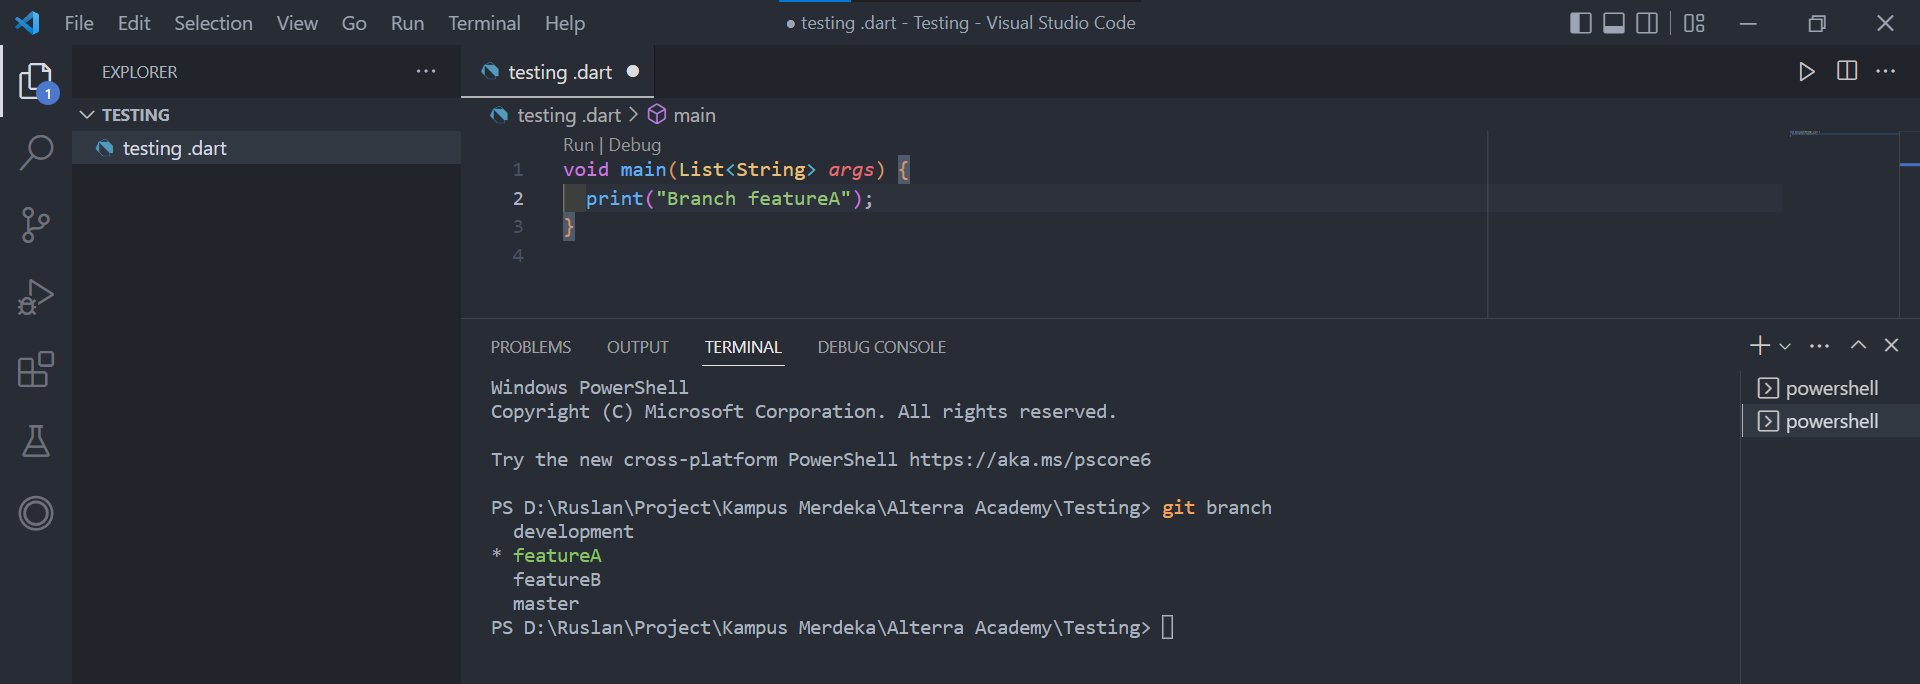 File Edit Selection View Go Run Terminal Help
● testing .dart - Testing - Visual Studio Code
EXPLORER
1
TESTING
testing .dart
testing .dart ●
testing .dart > main
Run | Debug
1 void main(List<String> args) {
2 print("Branch featureA");
3 }
4
PROBLEMS OUTPUT TERMINAL DEBUG CONSOLE
Windows PowerShell
Copyright (C) Microsoft Corporation. All rights reserved.
Try the new cross-platform PowerShell https://aka.ms/pscore6
PS D:\Ruslan\Project\Kampus Merdeka\Alterra Academy\Testing> git branch
development
* featureA
featureB
master
PS D:\Ruslan\Project\Kampus Merdeka\Alterra Academy\Testing>
powershell
powershell